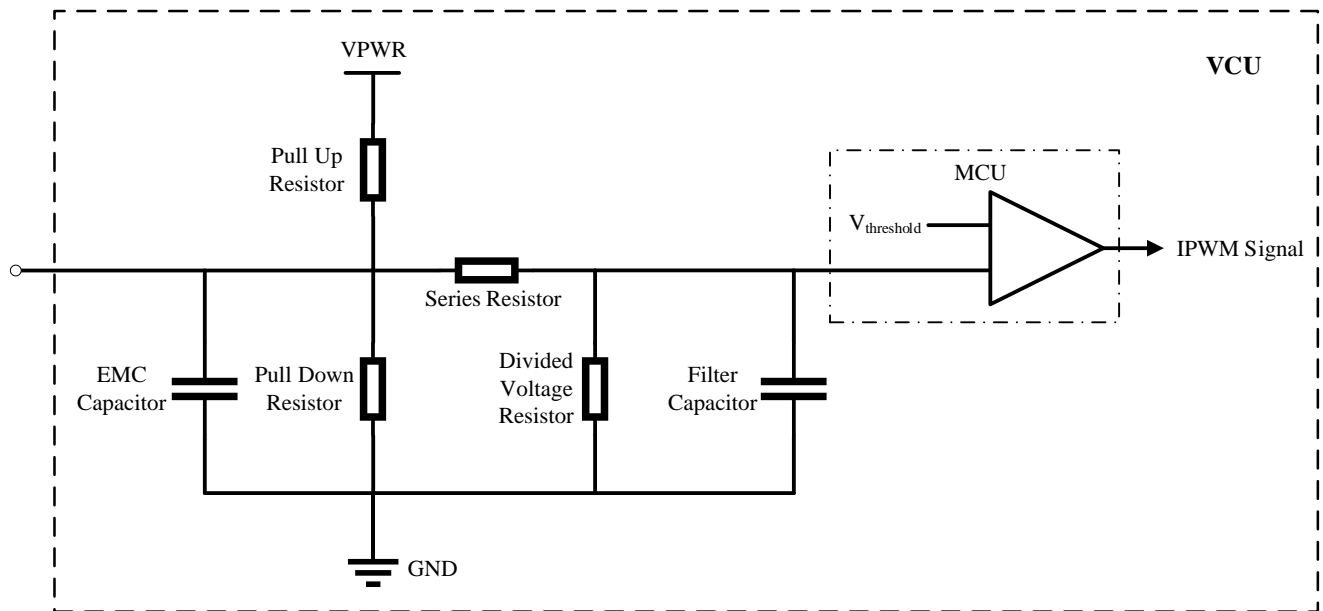 VPWR
VCU
Pull Up
Resistor
MCU
Vthreshold
IPWM Signal
Series Resistor
EMC
Capacitor
Pull Down
Resistor
Divided
Voltage
Resistor
Filter
Capacitor
GND